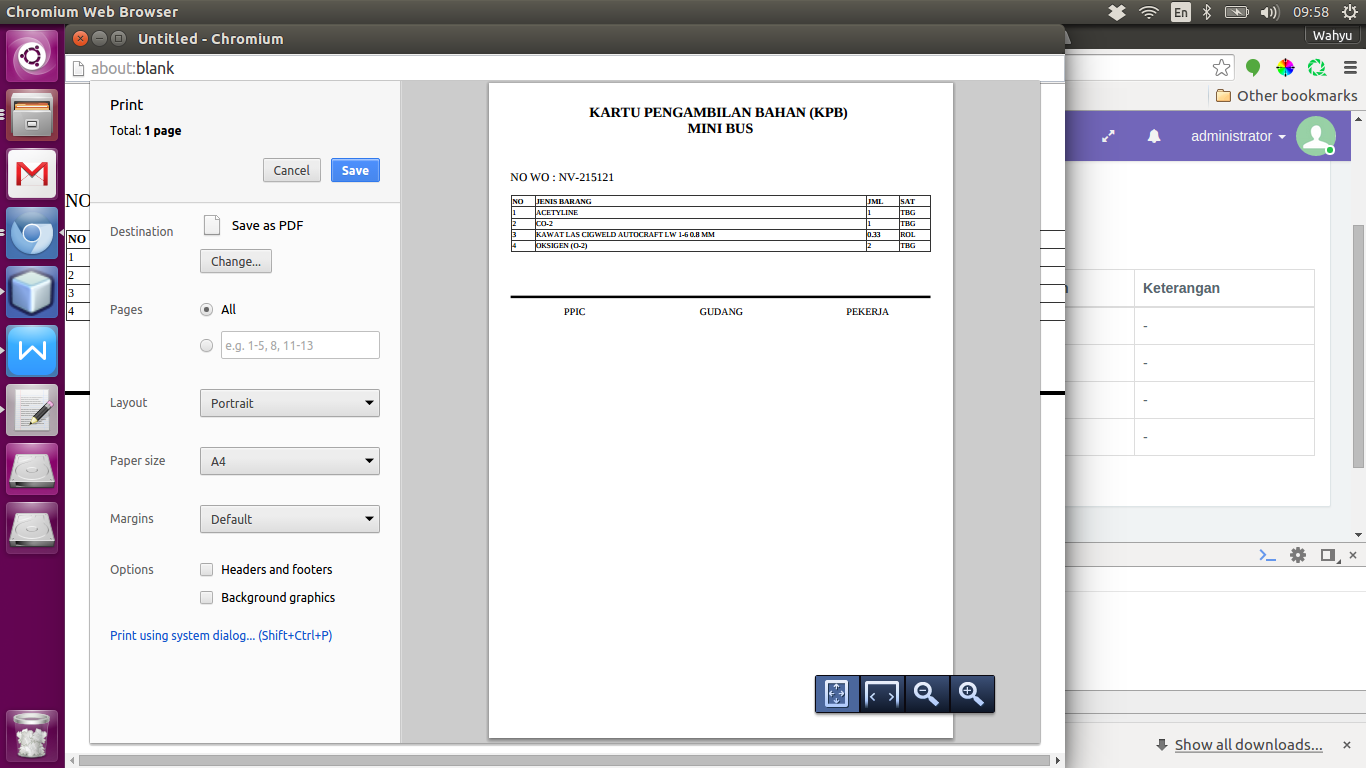 Chromium Web Browser
En
09:58
Untitled - Chromium
Wahyu
about:blank
Other bookmarks
Print
Total: 1 page
Cancel
Save
Destination
Save as PDF
Change...
Pages
All
e.g. 1-5, 8, 11-13
Layout
Portrait
Paper size
A4
Margins
Default
Options
Headers and footers
Background graphics
Print using system dialog... (Shift+Ctrl+P)
NO
NO
1
2
3
4
KARTU PENGAMBILAN BAHAN (KPB)
MINI BUS
NO WO : NV-215121
NO JENIS BARANG JML SAT
1 ACETYLINE 1 TBG
2 CO-2 1 TBG
3 KAWAT LAS CIGWELD AUTOCRAFT LW 1-6 0.8 MM 0.33 ROL
4 OKSIGEN (O-2) 2 TBG
PPIC GUDANG PEKERJA
administrator
Keterangan
-
-
-
-
Show all downloads...